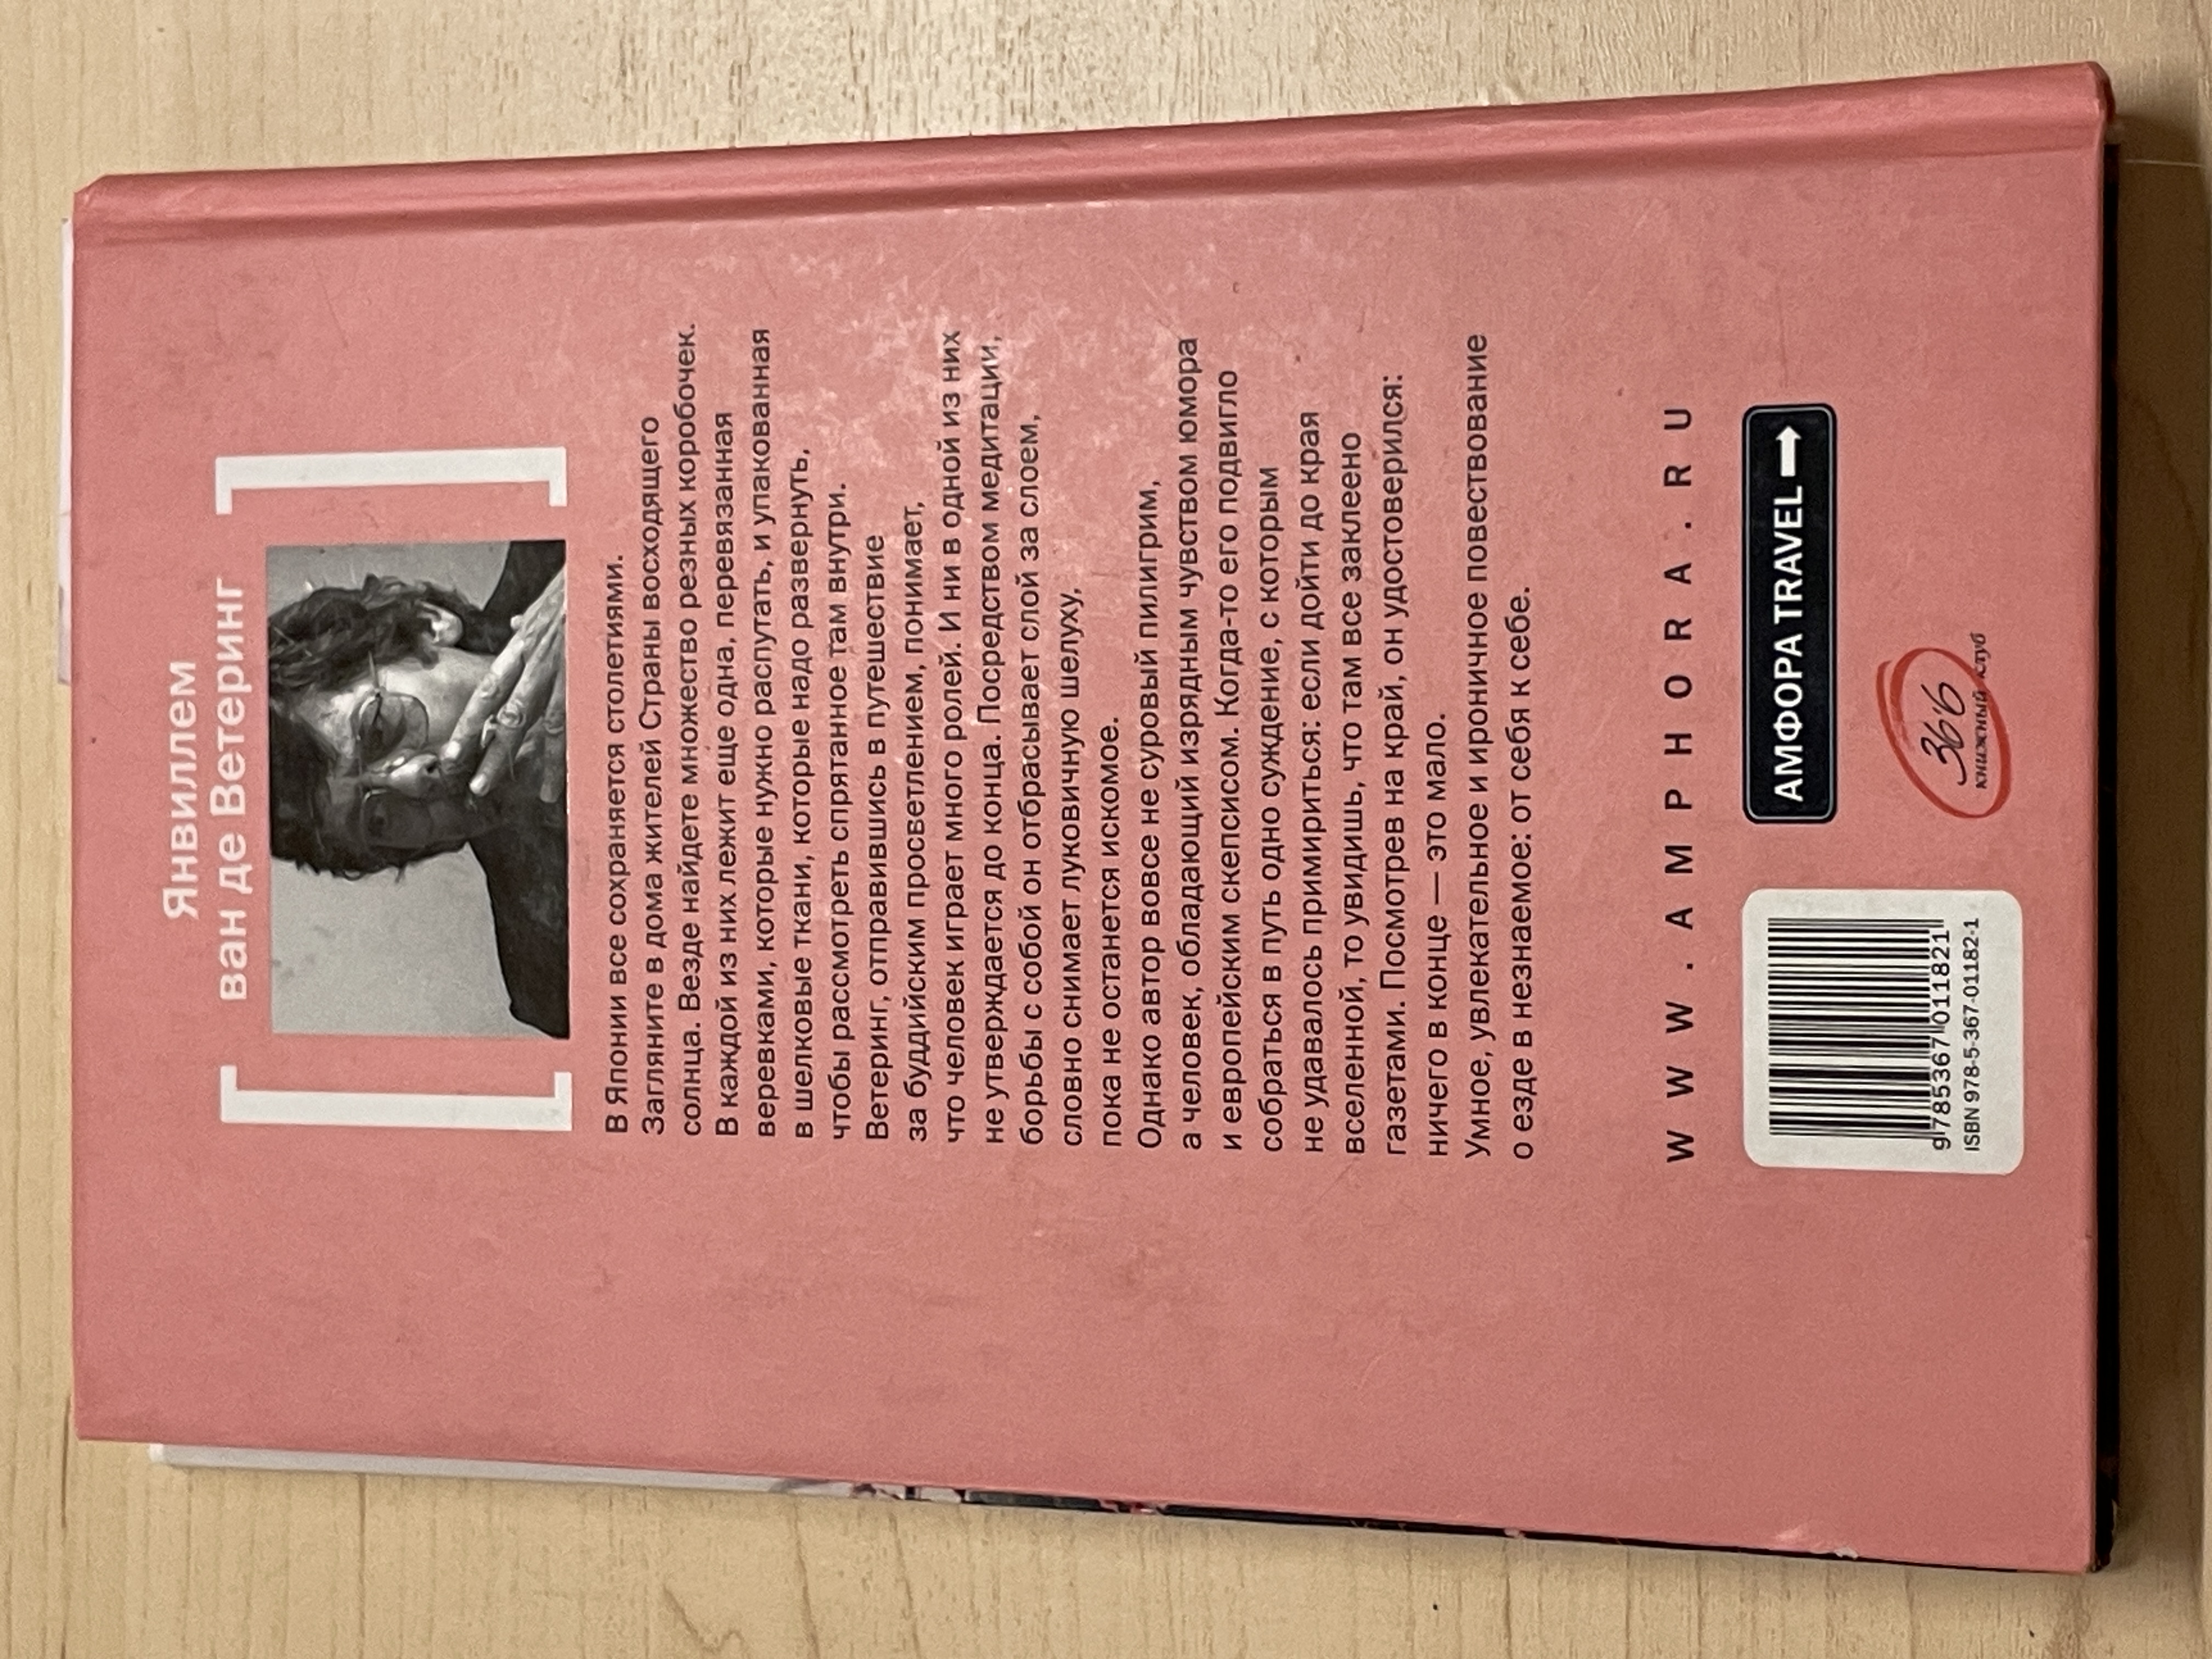 Янвиллем
ван де Ветеринг
В Японии все сохраняется столетиями.
Загляните в дома жителей Страны восходящего
солнца. Везде найдете множество резных коробочек.
В каждой из них лежит еще одна, перевязанная
веревками, которые нужно распутать, и упакованная
в шелковые ткани, которые надо развернуть,
чтобы рассмотреть спрятанное там внутри.
Ветеринг, отправившись в путешествие
за буддийским просветлением, понимает,
что человек играет много ролей. И ни в одной из них
не утверждается до конца. Посредством медитации,
борьбы с собой он отбрасывает слой за слоем,
словно снимает луковичную шелуху,
пока не останется искомое.
Однако автор вовсе не суровый пилигрим,
а человек, обладающий изрядным чувством юмора
и европейским скепсисом. Когда-то его подвигло
собраться в путь одно суждение, с которым
не удавалось примириться: если дойти до края
вселенной, то увидишь, что там все заклеено
газетами. Посмотрев на край, он удостоверился:
ничего в конце — это мало.
Умное, увлекательное и ироничное повествование
о езде в незнаемое: от себя к себе.
WWW.AMPHORA.RU
АМФОРА TRAVEL
9 785367 011821
ISBN 978-5-367-01182-1
36·6
книжный клуб